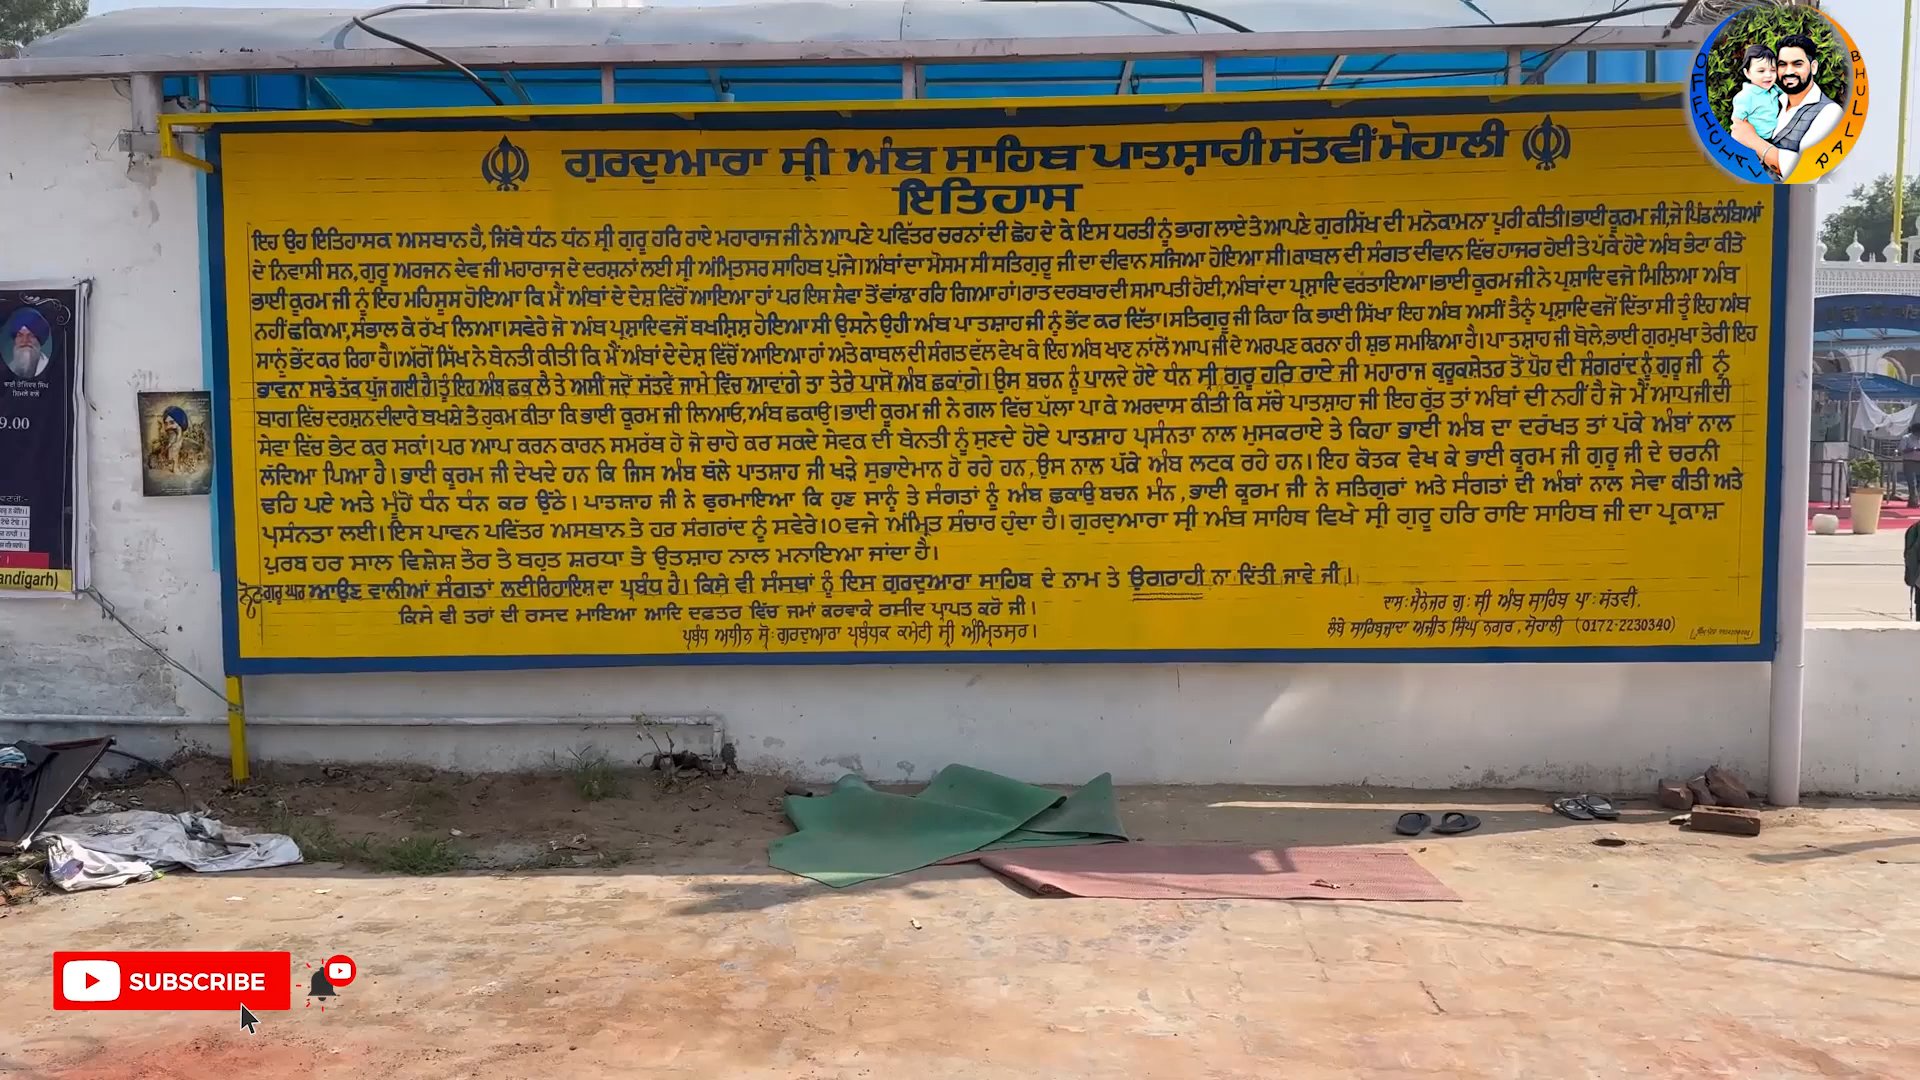 ਗੁਰਦੁਆਰਾ ਸ੍ਰੀ ਅੰਬ ਸਾਹਿਬ ਪਾਤਸ਼ਾਹੀ ਸੱਤਵੀਂ ਮੋਹਾਲੀ
ਇਤਿਹਾਸ
ਇਹ ਉਹ ਇਤਿਹਾਸਕ ਅਸਥਾਨ ਹੈ, ਜਿੱਥੇ ਧੰਨ ਧੰਨ ਸ੍ਰੀ ਗੁਰੂ ਹਰਿ ਰਾਏ ਮਹਾਰਾਜ ਜੀ ਨੇ ਆਪਣੇ ਪਵਿੱਤਰ ਚਰਨਾਂ ਦੀ ਛੋਹ ਦੇ ਕੇ ਇਸ ਧਰਤੀ ਨੂੰ ਭਾਗ ਲਾਏ ਤੇ ਆਪਣੇ ਗੁਰਸਿੱਖ ਦੀ ਮਨੋਕਾਮਨਾ ਪੂਰੀ ਕੀਤੀ। ਭਾਈ ਕੂਰਮ ਜੀ, ਜੋ ਪਿੰਡ ਲੰਬਿਆਂ
ਦੇ ਨਿਵਾਸੀ ਸਨ, ਗੁਰੂ ਅਰਜਨ ਦੇਵ ਜੀ ਮਹਾਰਾਜ ਦੇ ਦਰਸ਼ਨਾਂ ਲਈ ਸ੍ਰੀ ਅੰਮ੍ਰਿਤਸਰ ਸਾਹਿਬ ਪੁੱਜੇ। ਅੰਬਾਂ ਦਾ ਮੌਸਮ ਸੀ ਸਤਿਗੁਰੂ ਜੀ ਦਾ ਦੀਵਾਨ ਸਜਿਆ ਹੋਇਆ ਸੀ। ਕਾਬਲ ਦੀ ਸੰਗਤ ਦੀਵਾਨ ਵਿੱਚ ਹਾਜਰ ਹੋਈ ਤੇ ਪੱਕੇ ਹੋਏ ਅੰਬ ਭੇਟਾ ਕੀਤੇ
ਭਾਈ ਕੂਰਮ ਜੀ ਨੂੰ ਇਹ ਮਹਿਸੂਸ ਹੋਇਆ ਕਿ ਮੈਂ ਅੰਬਾਂ ਦੇ ਦੇਸ਼ ਵਿੱਚੋਂ ਆਇਆ ਹਾਂ ਪਰ ਇਸ ਸੇਵਾ ਤੋਂ ਵਾਂਝਾ ਰਹਿ ਗਿਆ ਹਾਂ। ਰਾਤ ਦਰਬਾਰ ਦੀ ਸਮਾਪਤੀ ਹੋਈ, ਅੰਬਾਂ ਦਾ ਪ੍ਰਸ਼ਾਦਿ ਵਰਤਾਇਆ। ਭਾਈ ਕੂਰਮ ਜੀ ਨੇ ਪ੍ਰਸ਼ਾਦਿ ਵਜੋ ਮਿਲਿਆ ਅੰਬ
ਨਹੀਂ ਛਕਿਆ, ਸੰਭਾਲ ਕੇ ਰੱਖ ਲਿਆ। ਸਵੇਰੇ ਜੋ ਅੰਬ ਪ੍ਰਸ਼ਾਦਿ ਵਜੋਂ ਬਖਸ਼ਿਸ਼ ਹੋਇਆ ਸੀ ਉਸਨੇ ਉਹੀ ਅੰਬ ਪਾਤਸ਼ਾਹ ਜੀ ਨੂੰ ਭੇਂਟ ਕਰ ਦਿੱਤਾ। ਸਤਿਗੁਰੂ ਜੀ ਕਿਹਾ ਕਿ ਭਾਈ ਸਿੱਖਾ ਇਹ ਅੰਬ ਅਸੀਂ ਤੈਨੂੰ ਪ੍ਰਸ਼ਾਦਿ ਵਜੋਂ ਦਿੱਤਾ ਸੀ ਤੂੰ ਇਹ ਅੰਬ
ਸਾਨੂੰ ਭੇਂਟ ਕਰ ਰਿਹਾ ਹੈ। ਅੱਗੋਂ ਸਿੱਖ ਨੇ ਬੇਨਤੀ ਕੀਤੀ ਕਿ ਮੈਂ ਅੰਬਾਂ ਦੇ ਦੇਸ਼ ਵਿੱਚੋਂ ਆਇਆ ਹਾਂ ਅਤੇ ਕਾਬਲ ਦੀ ਸੰਗਤ ਵੱਲ ਵੇਖ ਕੇ ਇਹ ਅੰਬ ਖਾਣ ਨਾਲੋਂ ਆਪ ਜੀ ਦੇ ਅਰਪਣ ਕਰਨਾ ਹੀ ਸ਼ੁਭ ਸਮਝਿਆ ਹੈ। ਪਾਤਸ਼ਾਹ ਜੀ ਬੋਲੇ, ਭਾਈ ਗੁਰਮੁਖਾ ਤੇਰੀ ਇਹ
ਭਾਵਨਾ ਸਾਡੇ ਤੱਕ ਪੁੱਜ ਗਈ ਹੈ। ਤੂੰ ਇਹ ਅੰਬ ਛਕ ਲੈ ਤੇ ਅਸੀਂ ਜਦੋਂ ਸੱਤਵੇਂ ਜਾਮੇ ਵਿੱਚ ਆਵਾਂਗੇ ਤਾ ਤੇਰੇ ਪਾਸੋਂ ਅੰਬ ਛਕਾਂਗੇ। ਉਸ ਬਚਨ ਨੂੰ ਪਾਲਦੇ ਹੋਏ ਧੰਨ ਸ੍ਰੀ ਗੁਰੂ ਹਰਿ ਰਾਏ ਜੀ ਮਹਾਰਾਜ ਕੁਰੂਕਸ਼ੇਤਰ ਤੋਂ ਪੋਹ ਦੀ ਸੰਗਰਾਂਦ ਨੂੰ ਗੁਰੂ ਜੀ ਨੂੰ
ਬਾਗ ਵਿੱਚ ਦਰਸ਼ਨ ਦੀਦਾਰੇ ਬਖਸ਼ੇ ਤੇ ਹੁਕਮ ਕੀਤਾ ਕਿ ਭਾਈ ਕੂਰਮ ਜੀ ਲਿਆਓ, ਅੰਬ ਛਕਾਉ। ਭਾਈ ਕੂਰਮ ਜੀ ਨੇ ਗਲ ਵਿੱਚ ਪੱਲਾ ਪਾ ਕੇ ਅਰਦਾਸ ਕੀਤੀ ਕਿ ਸੱਚੇ ਪਾਤਸ਼ਾਹ ਜੀ ਇਹ ਰੁੱਤ ਤਾਂ ਅੰਬਾਂ ਦੀ ਨਹੀਂ ਹੈ ਜੋ ਮੈਂ ਆਪ ਜੀ ਦੀ
ਸੇਵਾ ਵਿੱਚ ਭੇਟ ਕਰ ਸਕਾਂ। ਪਰ ਆਪ ਕਰਨ ਕਾਰਨ ਸਮਰੱਥ ਹੋ ਜੋ ਚਾਹੇ ਕਰ ਸਕਦੇ ਸੇਵਕ ਦੀ ਬੇਨਤੀ ਨੂੰ ਸੁਣਦੇ ਹੋਏ ਪਾਤਸ਼ਾਹ ਪ੍ਰਸੰਨਤਾ ਨਾਲ ਮੁਸਕਰਾਏ ਤੇ ਕਿਹਾ ਭਾਈ ਅੰਬ ਦਾ ਦਰੱਖਤ ਤਾਂ ਪੱਕੇ ਅੰਬਾਂ ਨਾਲ
ਲੱਦਿਆ ਪਿਆ ਹੈ। ਭਾਈ ਕੂਰਮ ਜੀ ਦੇਖਦੇ ਹਨ ਕਿ ਜਿਸ ਅੰਬ ਥੱਲੇ ਪਾਤਸ਼ਾਹ ਜੀ ਖੜੇ ਸੁਭਾਏਮਾਨ ਹੋ ਰਹੇ ਹਨ, ਉਸ ਨਾਲ ਪੱਕੇ ਅੰਬ ਲਟਕ ਰਹੇ ਹਨ। ਇਹ ਕੌਤਕ ਵੇਖ ਕੇ ਭਾਈ ਕੂਰਮ ਜੀ ਗੁਰੂ ਜੀ ਦੇ ਚਰਨੀ
ਢਹਿ ਪਏ ਅਤੇ ਮੂੰਹੋਂ ਧੰਨ ਧੰਨ ਕਰ ਉੱਠੇ। ਪਾਤਸ਼ਾਹ ਜੀ ਨੇ ਫੁਰਮਾਇਆ ਕਿ ਹੁਣ ਸਾਨੂੰ ਤੇ ਸੰਗਤਾਂ ਨੂੰ ਅੰਬ ਛਕਾਉ ਬਚਨ ਮੰਨ, ਭਾਈ ਕੂਰਮ ਜੀ ਨੇ ਸਤਿਗੁਰਾਂ ਅਤੇ ਸੰਗਤਾਂ ਦੀ ਅੰਬਾਂ ਨਾਲ ਸੇਵਾ ਕੀਤੀ ਅਤੇ
ਪ੍ਰਸੰਨਤਾ ਲਈ। ਇਸ ਪਾਵਨ ਪਵਿੱਤਰ ਅਸਥਾਨ ਤੇ ਹਰ ਸੰਗਰਾਂਦ ਨੂੰ ਸਵੇਰੇ 10 ਵਜੇ ਅੰਮ੍ਰਿਤ ਸੰਚਾਰ ਹੁੰਦਾ ਹੈ। ਗੁਰਦੁਆਰਾ ਸ੍ਰੀ ਅੰਬ ਸਾਹਿਬ ਵਿਖੇ ਸ੍ਰੀ ਗੁਰੂ ਹਰਿ ਰਾਇ ਸਾਹਿਬ ਜੀ ਦਾ ਪ੍ਰਕਾਸ਼
ਪੁਰਬ ਹਰ ਸਾਲ ਵਿਸ਼ੇਸ਼ ਤੌਰ ਤੇ ਬਹੁਤ ਸ਼ਰਧਾ ਤੇ ਉਤਸ਼ਾਹ ਨਾਲ ਮਨਾਇਆ ਜਾਂਦਾ ਹੈ।
ਨੋਟ ਗੁਰੂ ਘਰ ਆਉਣ ਵਾਲੀਆਂ ਸੰਗਤਾਂ ਲਈ ਰਿਹਾਇਸ਼ ਦਾ ਪ੍ਰਬੰਧ ਹੈ। ਕਿਸੇ ਵੀ ਸੰਸਥਾਂ ਨੂੰ ਇਸ ਗੁਰਦੁਆਰਾ ਸਾਹਿਬ ਦੇ ਨਾਮ ਤੇ ਉਗਰਾਹੀ ਨਾ ਦਿੱਤੀ ਜਾਵੇ ਜੀ।
ਕਿਸੇ ਵੀ ਤਰਾਂ ਦੀ ਰਸਦ ਮਾਇਆ ਆਦਿ ਦਫ਼ਤਰ ਵਿੱਚ ਜਮਾਂ ਕਰਵਾਕੇ ਰਸੀਦ ਪ੍ਰਾਪਤ ਕਰੋ ਜੀ।
ਪ੍ਰਬੰਧ ਅਧੀਨ ਸ਼੍ਰੋ: ਗੁਰਦੁਆਰਾ ਪ੍ਰਬੰਧਕ ਕਮੇਟੀ ਸ੍ਰੀ ਅੰਮ੍ਰਿਤਸਰ।
ਦਾਸ: ਮੈਨੇਜਰ ਗੁ: ਸ੍ਰੀ ਅੰਬ ਸਾਹਿਬ ਪਾ: ਸੱਤਵੀਂ,
ਲੰਬੇ ਸਾਹਿਬਜ਼ਾਦਾ ਅਜੀਤ ਸਿੰਘ ਨਗਰ, ਮੋਹਾਲੀ (0172-2230340)
9.00
andigarh)
OFFICIAL BHULLAR
SUBSCRIBE